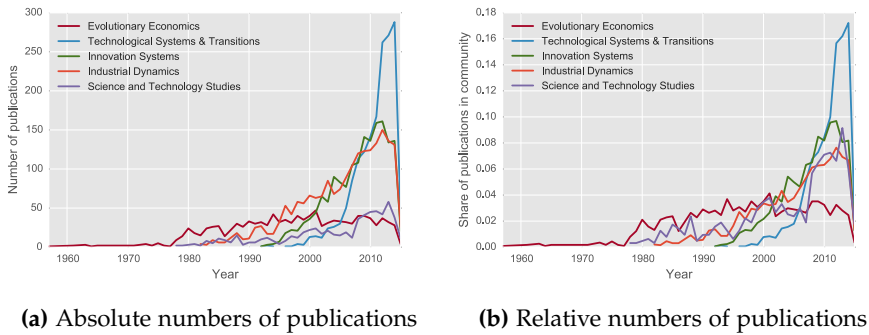 Evolutionary Economics
Technological Systems & Transitions
Innovation Systems
Industrial Dynamics
Science and Technology Studies
300
250
200
150
100
50
0
Number of publications
1960
1970
1980
1990
2000
2010
Year
(a) Absolute numbers of publications
Evolutionary Economics
Technological Systems & Transitions
Innovation Systems
Industrial Dynamics
Science and Technology Studies
0.18
0.16
0.14
0.12
0.10
0.08
0.06
0.04
0.02
0.00
Share of publications in community
1960
1970
1980
1990
2000
2010
Year
(b) Relative numbers of publications